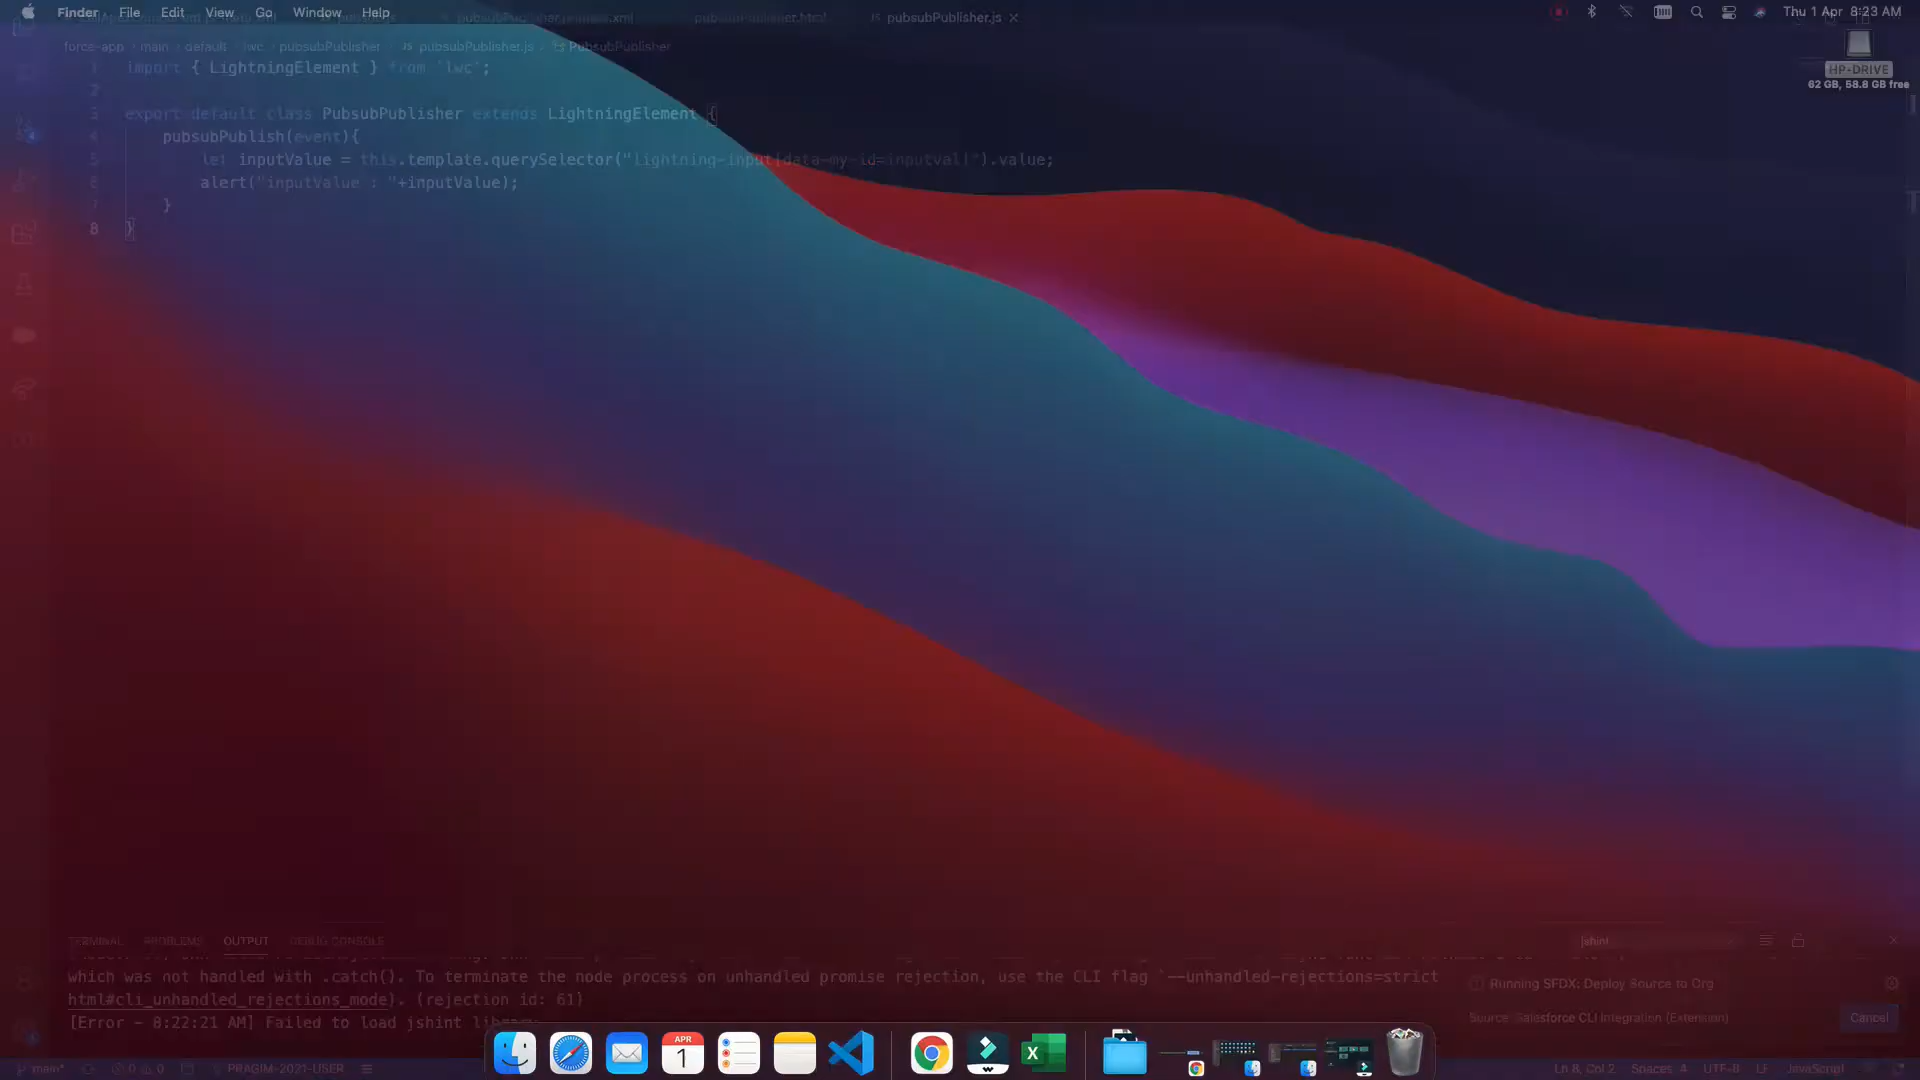 Finder File Edit View Go Window Help
Thu 1 Apr 8:23 AM
pubsubPublisher.js
force-app main default lwc pubsubPublisher JS pubsubPublisher.js PubsubPublisher
HP-DRIVE
62 GB, 58.8 GB free
1 import { LightningElement } from 'lwc';
2
3 export default class PubsubPublisher extends LightningElement {
4 pubsubPublish(event){
5 let inputValue = this.template.querySelector("lightning-input[data-my-id=inputval]").value;
6 alert("inputValue : "+inputValue);
7 }
8 }
TERMINAL PROBLEMS OUTPUT DEBUG CONSOLE
jshint
which was not handled with .catch(). To terminate the node process on unhandled promise rejection, use the CLI flag `--unhandled-rejections=strict
html#cli_unhandled_rejections_mode). (rejection id: 61)
[Error - 8:22:21 AM] Failed to load jshint library
Running SFDX: Deploy Source to Org
Source: Salesforce CLI Integration (Extension)
Cancel
APR
1
main* 0 0 PRAGIM-2021-USER
Ln 8, Col 2 Spaces: 4 UTF-8 LF JavaScript